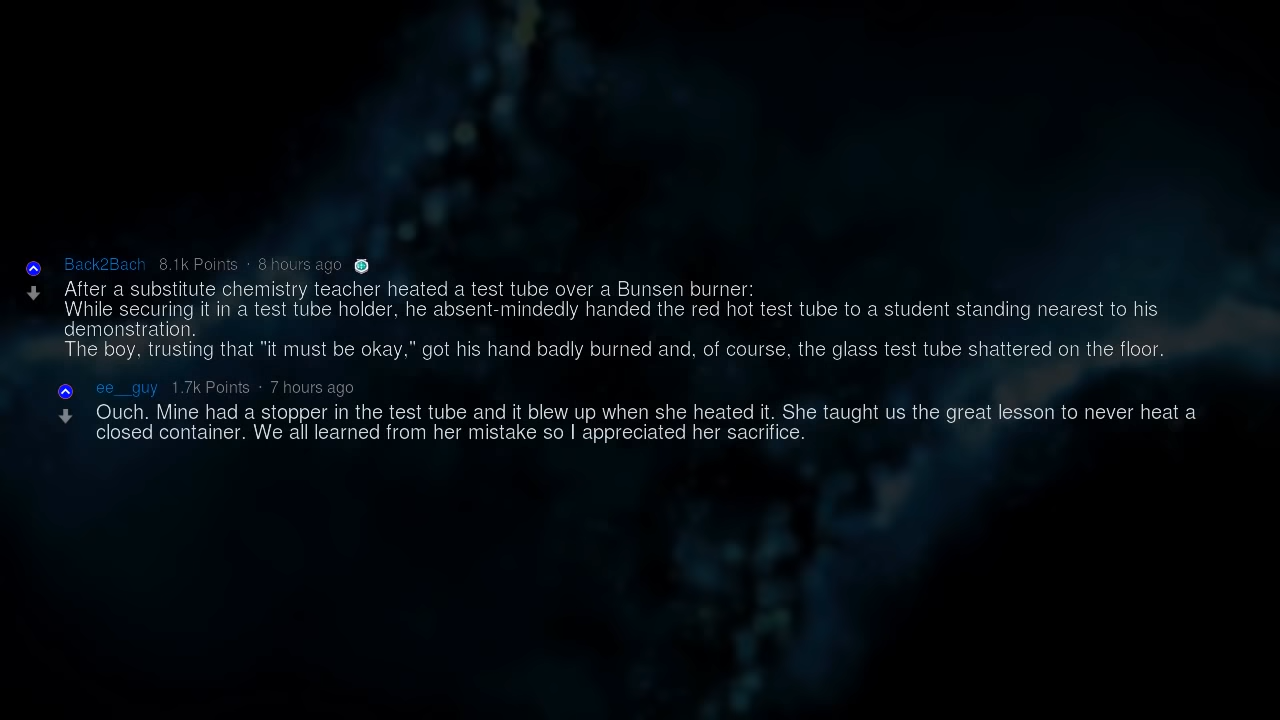 Back2Bach 8.1k Points · 8 hours ago
After a substitute chemistry teacher heated a test tube over a Bunsen burner:
While securing it in a test tube holder, he absent-mindedly handed the red hot test tube to a student standing nearest to his
demonstration.
The boy, trusting that "it must be okay," got his hand badly burned and, of course, the glass test tube shattered on the floor.
ee__guy 1.7k Points · 7 hours ago
Ouch. Mine had a stopper in the test tube and it blew up when she heated it. She taught us the great lesson to never heat a
closed container. We all learned from her mistake so I appreciated her sacrifice.